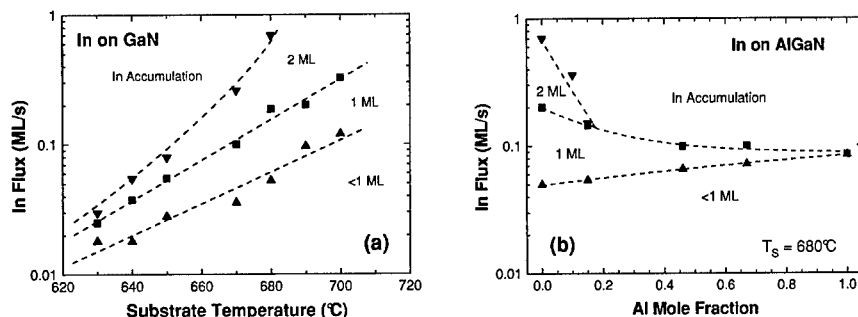 In on GaN
In Accumulation
2 ML
1 ML
<1 ML
(a)
In Flux (ML/s)
1
0.1
0.01
620 640 660 680 700 720
Substrate Temperature (°C)
In on AlGaN
2 ML
In Accumulation
1 ML
<1 ML
(b)
T_S = 680°C
In Flux (ML/s)
1
0.1
0.01
0.0 0.2 0.4 0.6 0.8 1.0
Al Mole Fraction